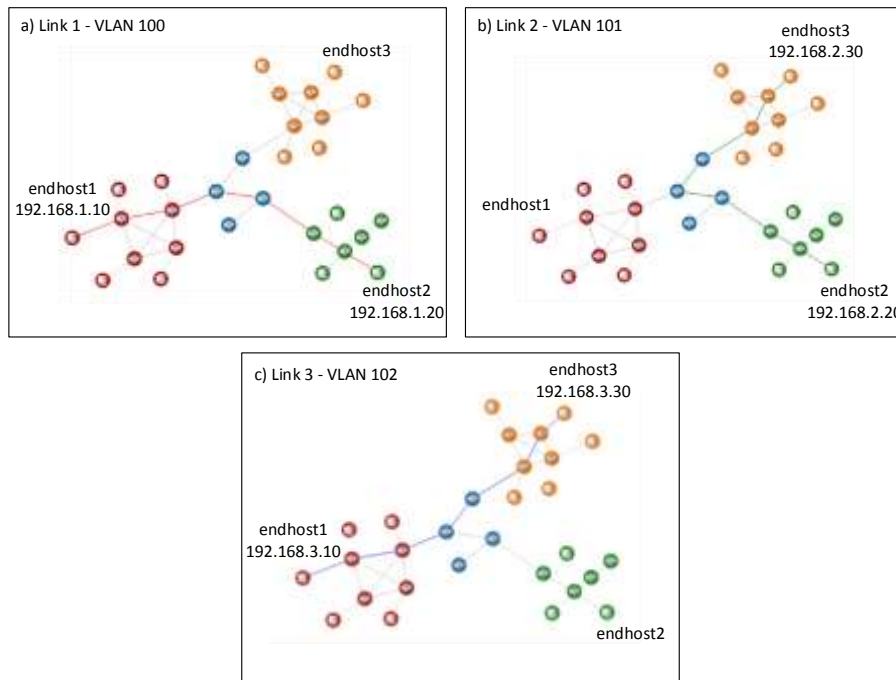 a) Link 1 - VLAN 100
endhost3
endhost1
192.168.1.10
endhost2
192.168.1.20
b) Link 2 - VLAN 101
endhost3
192.168.2.30
endhost1
endhost2
192.168.2.20
c) Link 3 - VLAN 102
endhost3
192.168.3.30
endhost1
192.168.3.10
endhost2